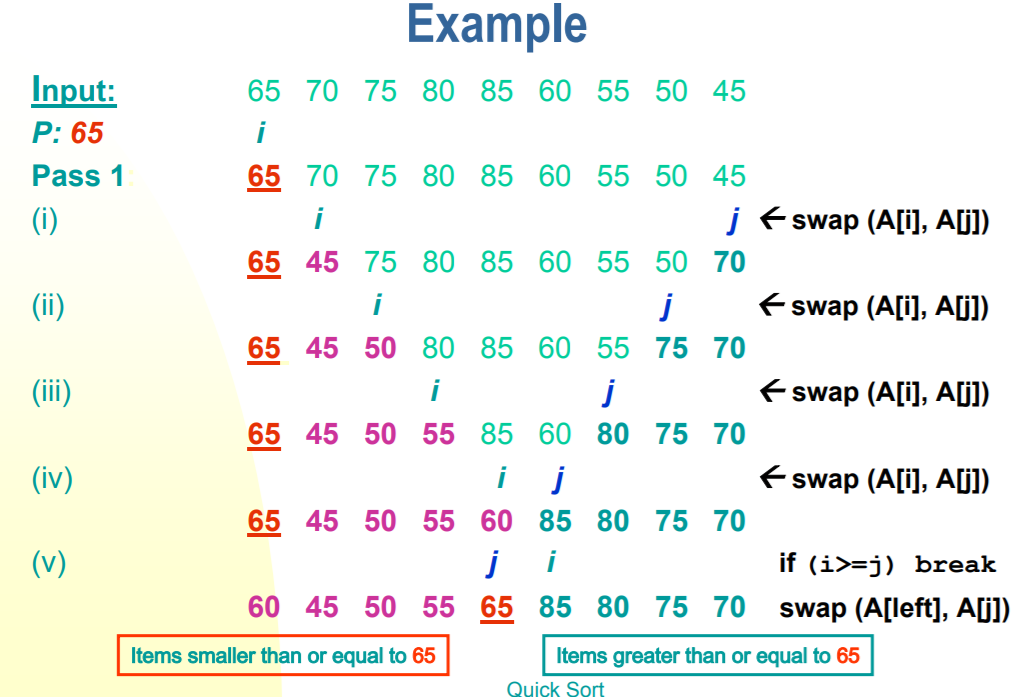 Example
Input: 65 70 75 80 85 60 55 50 45
P: 65 i
Pass 1: 65 70 75 80 85 60 55 50 45
(i) i j ← swap (A[i], A[j])
65 45 75 80 85 60 55 50 70
(ii) i j ← swap (A[i], A[j])
65 45 50 80 85 60 55 75 70
(iii) i j ← swap (A[i], A[j])
65 45 50 55 85 60 80 75 70
(iv) i j ← swap (A[i], A[j])
65 45 50 55 60 85 80 75 70
(v) j i if (i>=j) break
60 45 50 55 65 85 80 75 70 swap (A[left], A[j])
Items smaller than or equal to 65 Items greater than or equal to 65
Quick Sort